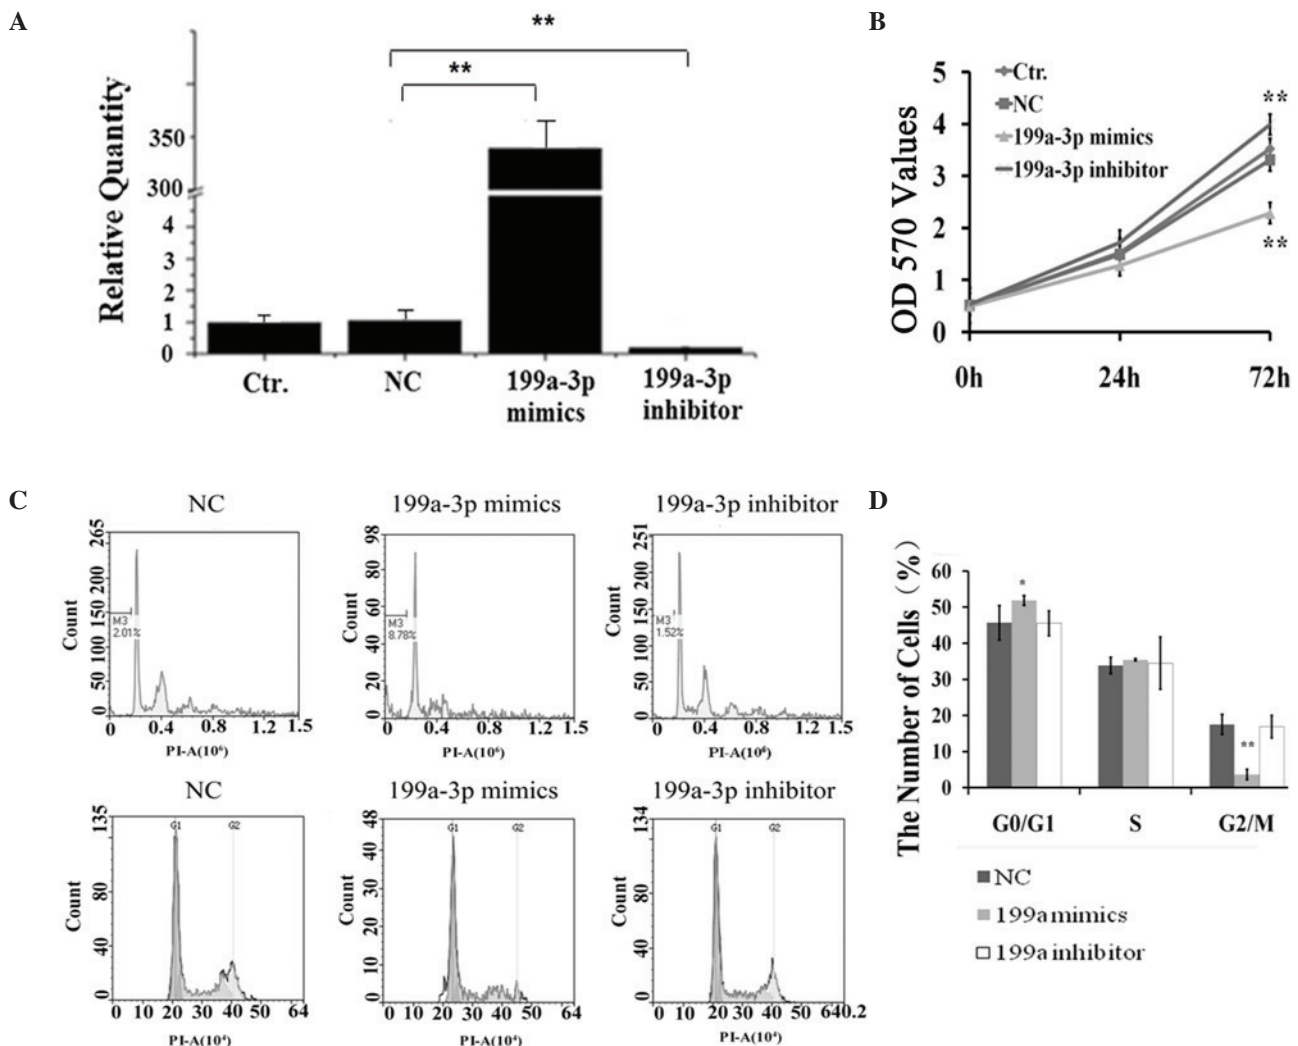 A
**
**
Relative Quantity
350
300
4
3
2
1
0
Ctr.
NC
199a-3p
mimics
199a-3p
inhibitor
B
OD 570 Values
5
4
3
2
1
0
Ctr.
NC
199a-3p mimics
199a-3p inhibitor
**
**
0h
24h
72h
C
NC
Count
265
200
150
100
50
0
M3
2.01%
0
0.4
0.8
1.2
1.5
PI-A(10⁶)
199a-3p mimics
Count
98
80
60
40
20
0
M3
8.78%
0
0.4
0.8
1.2
1.5
PI-A(10⁶)
199a-3p inhibitor
Count
251
200
150
100
50
0
M3
1.52%
0
0.4
0.8
1.2
1.5
PI-A(10⁶)
NC
Count
135
80
40
0
G1
G2
0 10 20 30 40 50 64
PI-A(10⁴)
199a-3p mimics
Count
48
40
30
20
10
0
G1
G2
0 10 20 30 40 50 64
PI-A(10⁴)
199a-3p inhibitor
Count
134
80
40
0
G1
G2
0 10 20 30 40 50 640.2
PI-A(10⁴)
D
The Number of Cells (%)
60
50
40
30
20
10
0
*
**
G0/G1
S
G2/M
NC
199a mimics
199a inhibitor